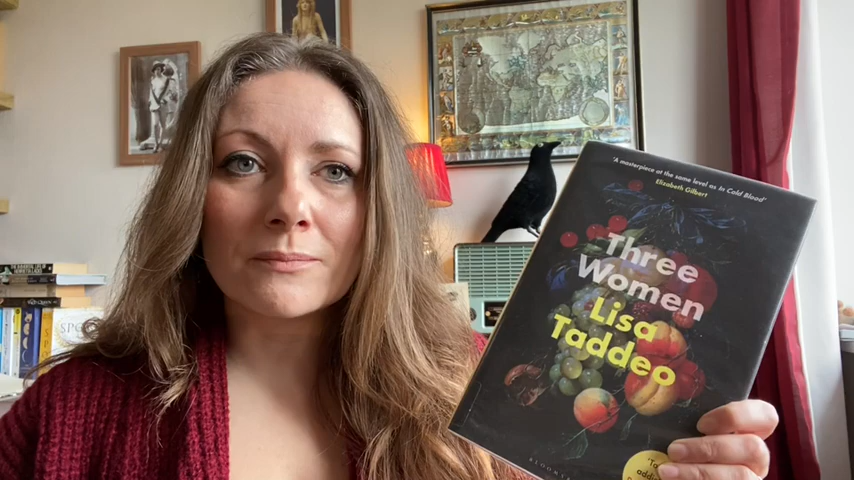 'A masterpiece at the same level as In Cold Blood'
Elizabeth Gilbert
Three
Women
Lisa
Taddeo